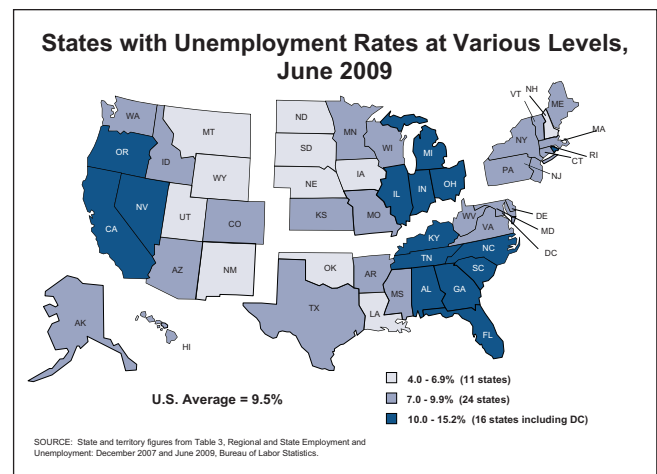 States with Unemployment Rates at Various Levels,
June 2009
WA
OR
CA
NV
ID
MT
WY
UT
AZ
CO
NM
AK
HI
ND
SD
NE
KS
MN
IA
MO
WI
IL
IN
MI
OH
OK
TX
AR
LA
MS
AL
GA
FL
TN
KY
SC
NC
WV
VA
DE
MD
DC
PA
NY
NJ
VT
NH
ME
MA
RI
CT
U.S. Average = 9.5%
4.0 - 6.9% (11 states)
7.0 - 9.9% (24 states)
10.0 - 15.2% (16 states including DC)
SOURCE: State and territory figures from Table 3, Regional and State Employment and
Unemployment: December 2007 and June 2009, Bureau of Labor Statistics.